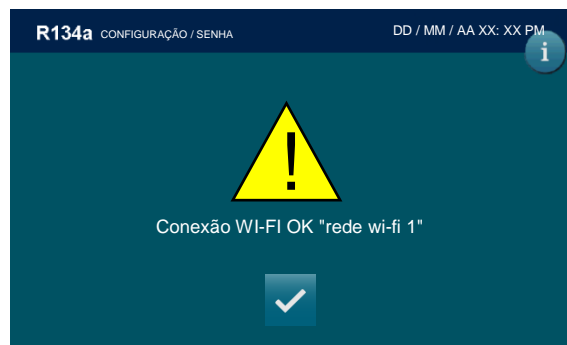 R134a CONFIGURAÇÃO / SENHA DD / MM / AA XX: XX PM
i
!
Conexão WI-FI OK "rede wi-fi 1"